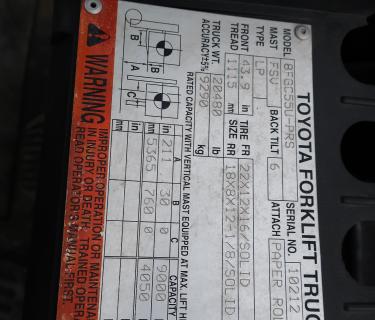 TOYOTA FORKLIFT TRUC
MODEL 8FGC55U-PRS SERIAL NO. 10212
MAST FSV BACK TILT 6 ATTACH PAPER RO
TYPE LP
FRONT 43.9 in TIRE FR 22X12X16/SOLID
TREAD 1115 mm SIZE RR 18X8X12-1/8/SOLID
TRUCK WT. 20480 lb
ACCURACY±5% 9290 kg
RATED CAPACITY WITH VERTICAL MAST EQUIPPED AT MAX. LIFT H
A B C CAPACITY
B A C
in 211 30 0 9000
mm 5365 760 0 4050
in
mm
WARNING IMPROPER OPERATION OR MAINTENA
IN INJURY OR DEATH. TRAINED OPER
READ OPERATOR'S MANUAL FIRST.